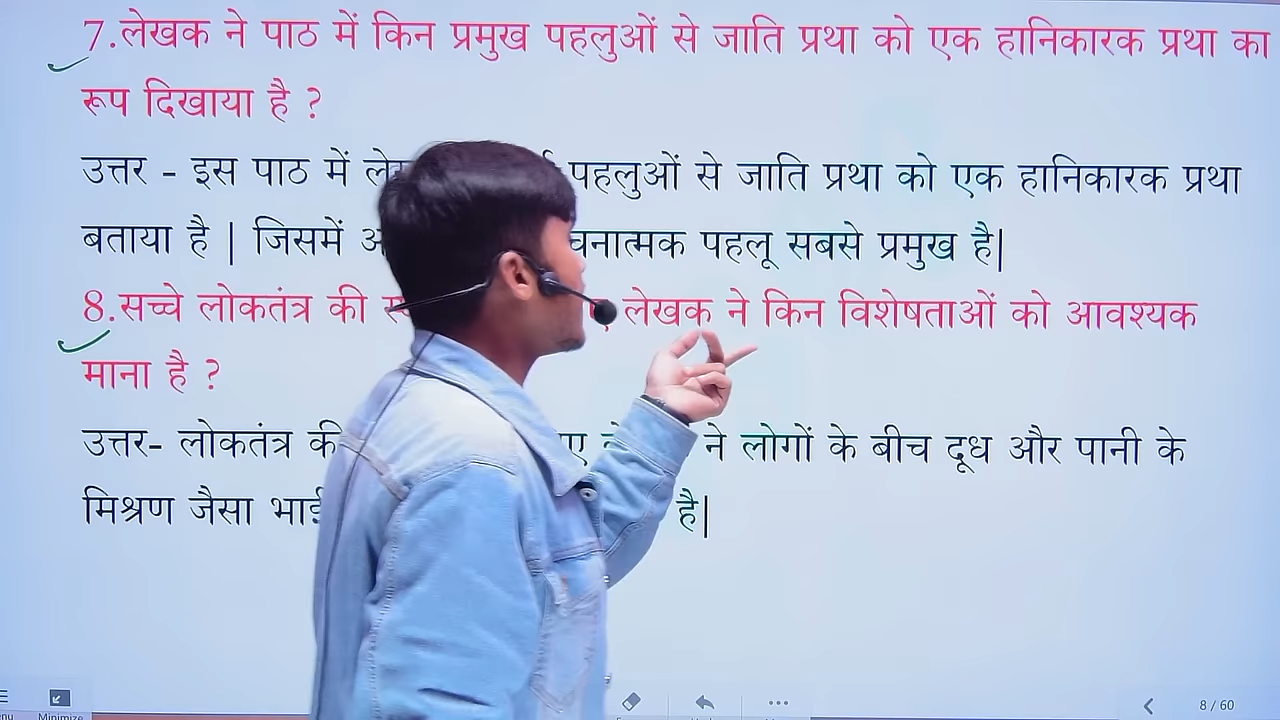 7.लेखक ने पाठ में किन प्रमुख पहलुओं से जाति प्रथा को एक हानिकारक प्रथा का
रूप दिखाया है ?
उत्तर - इस पाठ में पहलुओं से जाति प्रथा को एक हानिकारक प्रथा
बताया है | जिसमें पहलू सबसे प्रमुख है|
8.सच्चे लोकतंत्र की लेखक ने किन विशेषताओं को आवश्यक
माना है ?
उत्तर- लोकतंत्र की ने लोगों के बीच दूध और पानी के
मिश्रण जैसा है|
Minimize
8 / 60